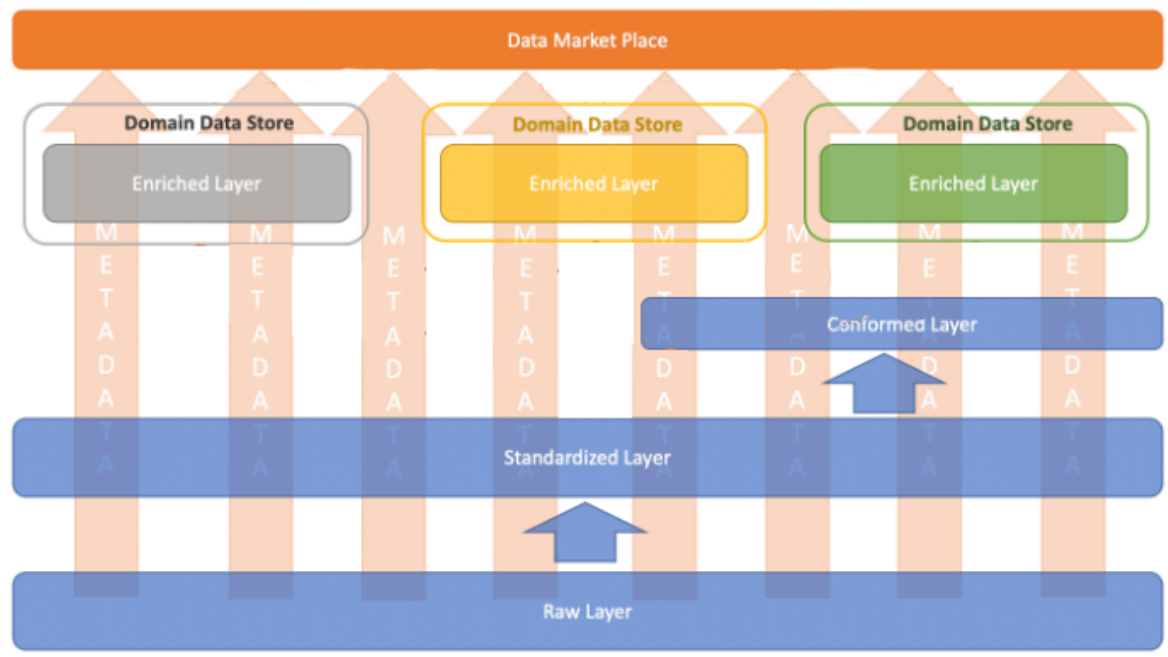 Data Market Place
Domain Data Store
Domain Data Store
Domain Data Store
Enriched Layer
Enriched Layer
Enriched Layer
METADATA
METADATA
METADATA
METADATA
METADATA
METADATA
METADATA
METADATA
Conformed Layer
Standardized Layer
Raw Layer